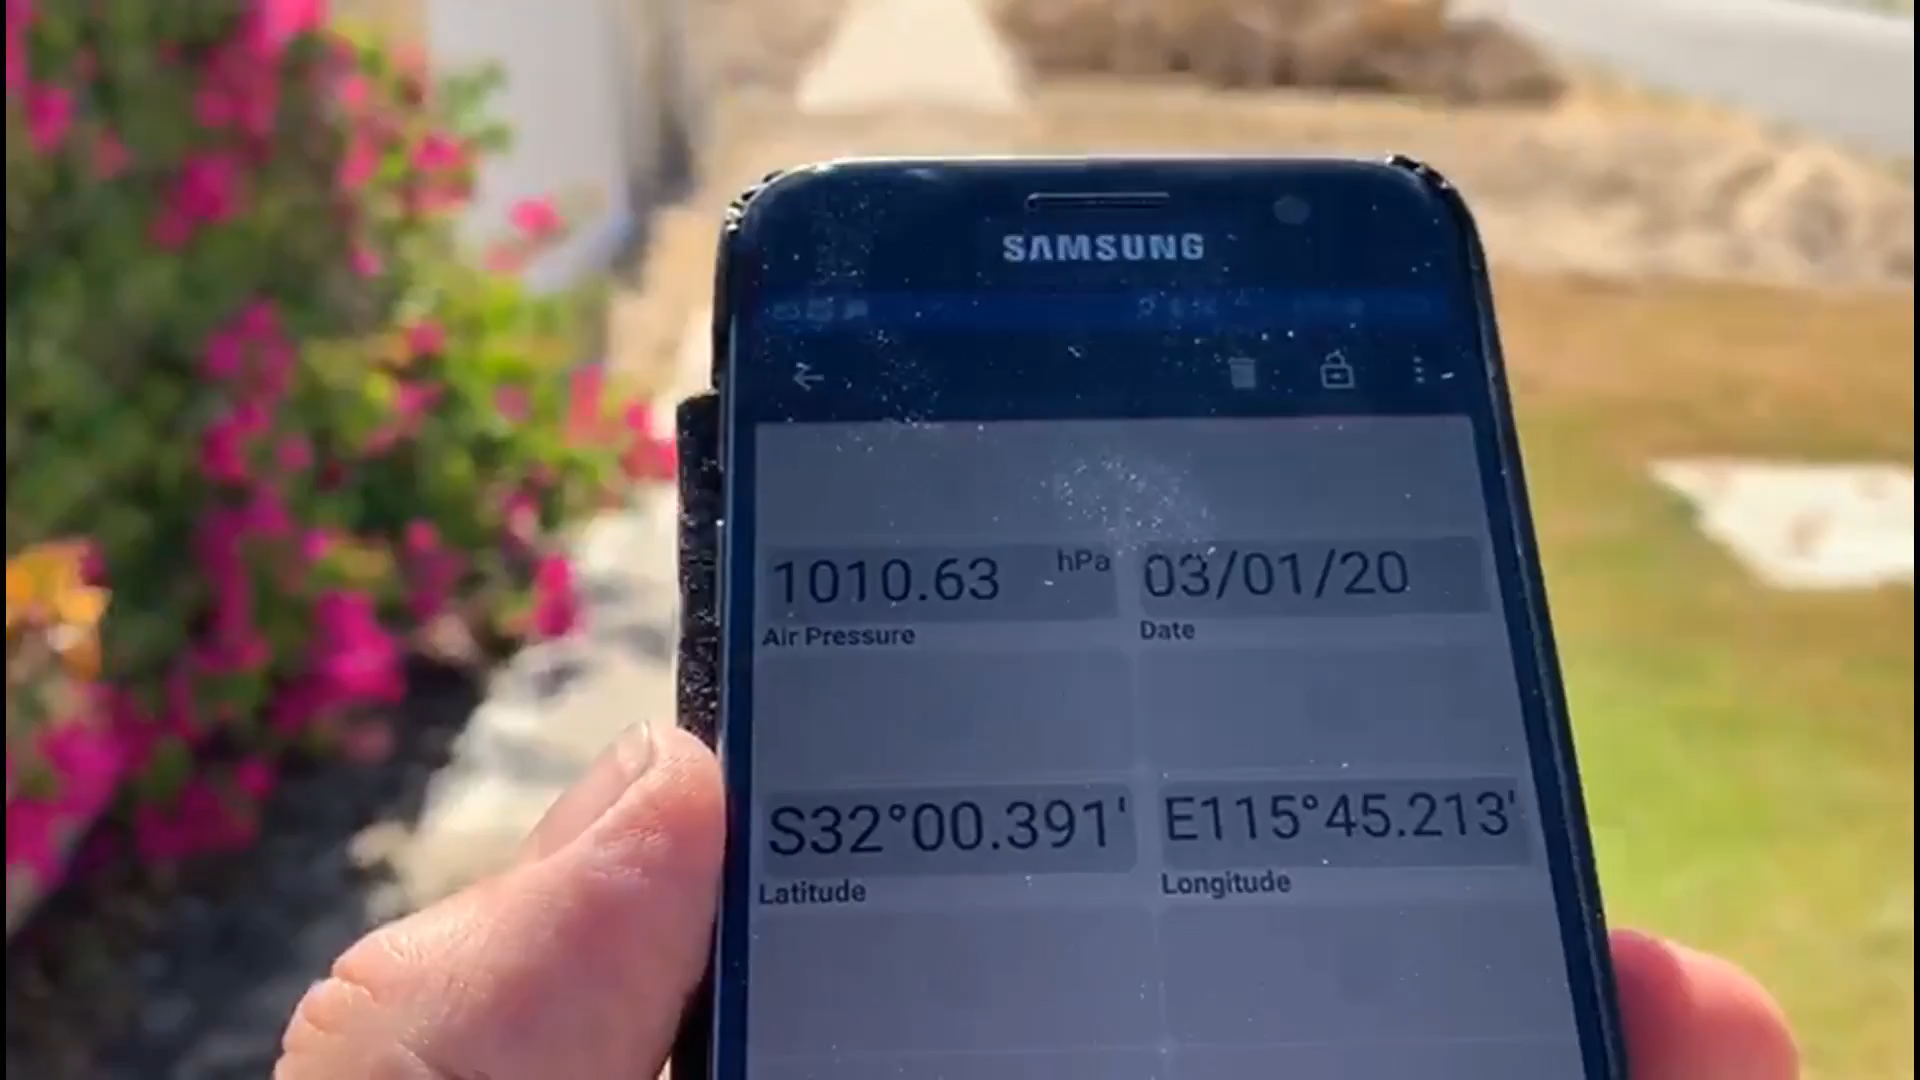 SAMSUNG
1010.63 hPa 03/01/20
Air Pressure Date
S32°00.391' E115°45.213'
Latitude Longitude